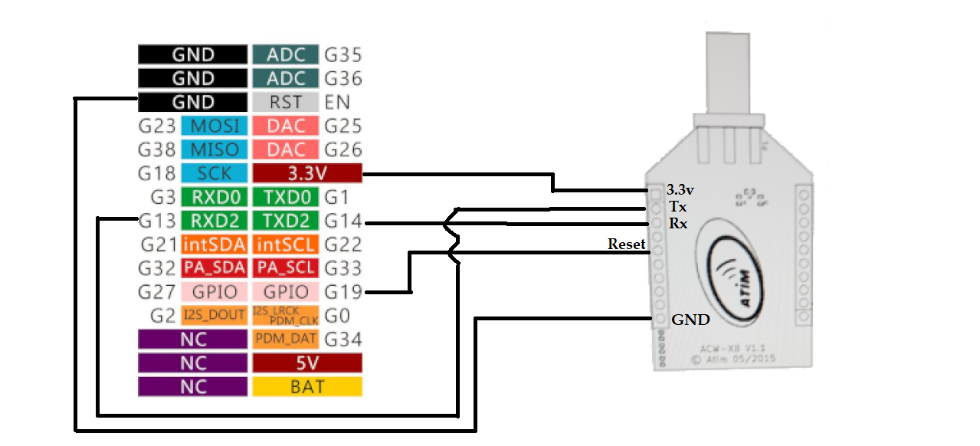 GND ADC G35
GND ADC G36
GND RST EN
G23 MOSI DAC G25
G38 MISO DAC G26
G18 SCK 3.3V
G3 RXD0 TXD0 G1
G13 RXD2 TXD2 G14
G21 intSDA intSCL G22
G32 PA_SDA PA_SCL G33
G27 GPIO GPIO G19
G2 I2S_DOUT I2S_LRCK G0
PDM_CLK
NC PDM_DAT G34
NC 5V
NC BAT
3.3v
Tx
Rx
Reset
GND
ATIM
ACW-X8 V1.1
© Atim 05/2015